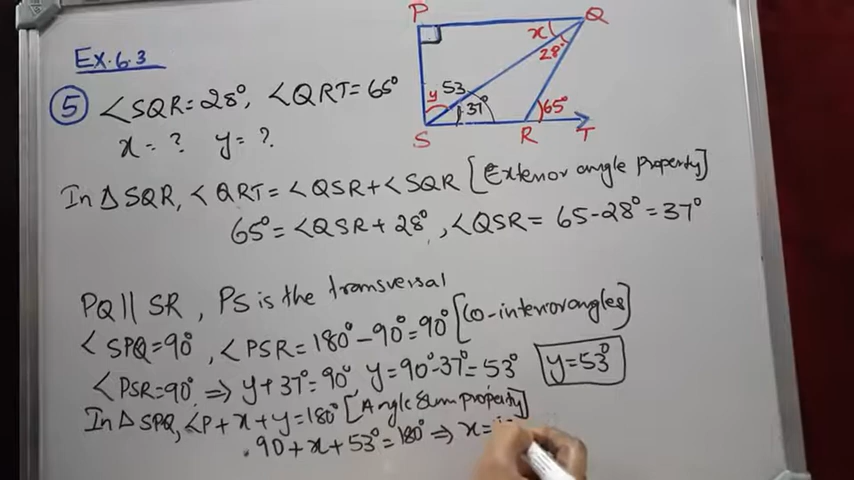 Ex.6.3
P
Q
x
28°
y
53
37°
65°
S
R
T
5 ∠SQR=28°, ∠QRT=65°
x=? y=?
In ΔSQR, ∠QRT=∠QSR+∠SQR [Exterior angle property]
65°=∠QSR+28°, ∠QSR= 65-28°=37°
PQ || SR, PS is the transversal
∠SPQ=90°, ∠PSR=180°-90°=90° [Co-interior angles]
∠PSR=90° ⇒ y+37°=90°, y=90°-37°=53° y=53°
In ΔSPQ, ∠P+x+y=180° [Angle Sum property]
90+x+53°=180° ⇒ x=